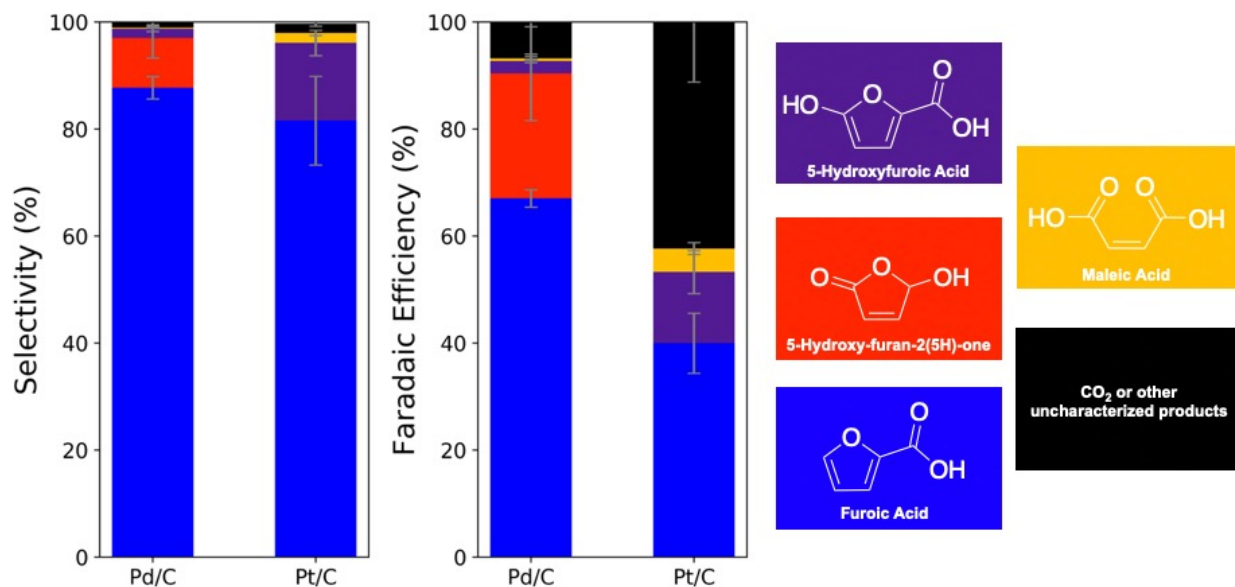 Selectivity (%)
100
80
60
40
20
0
Pd/C
Pt/C
Faradaic Efficiency (%)
100
80
60
40
20
0
Pd/C
Pt/C
HO
O
O
OH
5-Hydroxyfuroic Acid
O
O
OH
5-Hydroxy-furan-2(5H)-one
O
O
OH
Furoic Acid
O
O
HO
OH
Maleic Acid
CO₂ or other
uncharacterized products